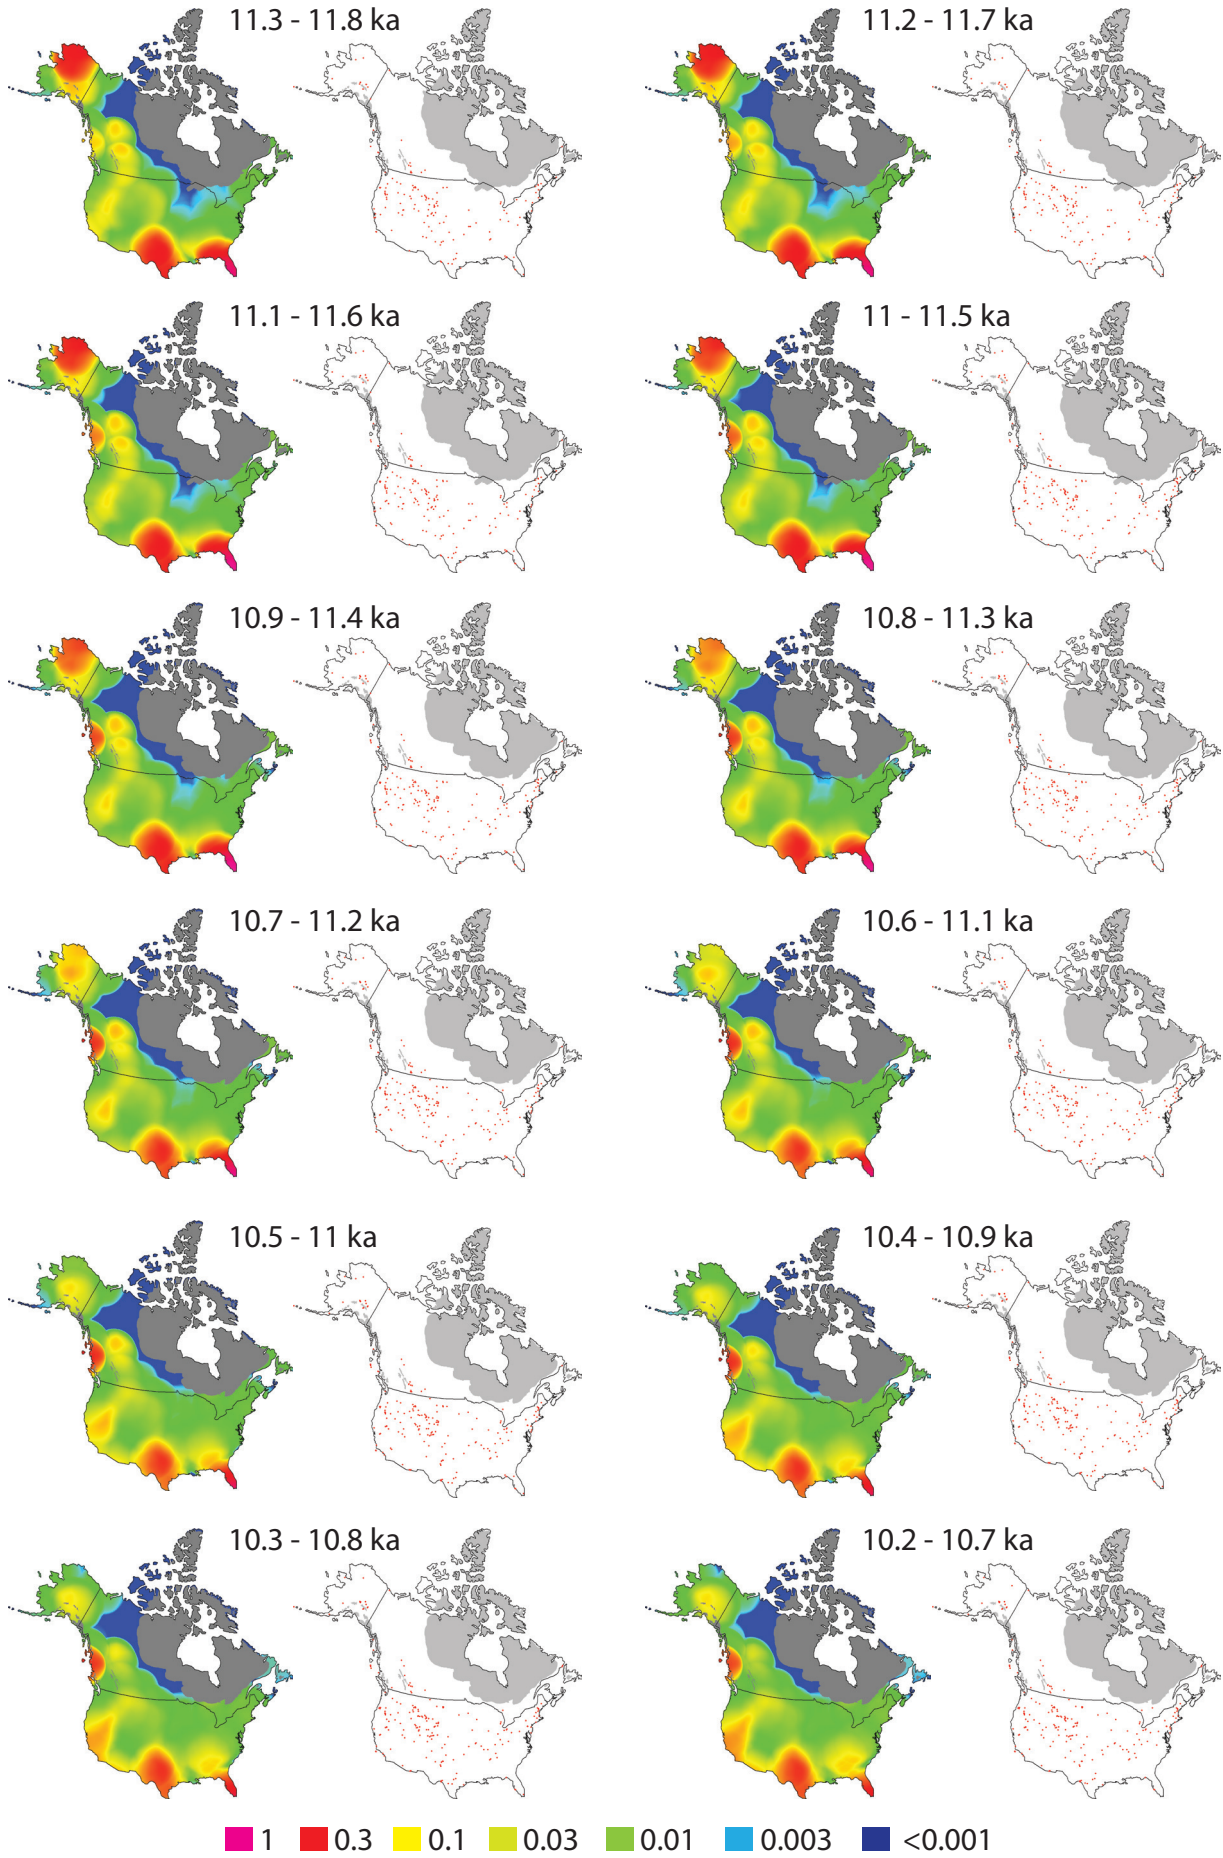 11.3 - 11.8 ka
11.2 - 11.7 ka
11.1 - 11.6 ka
11 - 11.5 ka
10.9 - 11.4 ka
10.8 - 11.3 ka
10.7 - 11.2 ka
10.6 - 11.1 ka
10.5 - 11 ka
10.4 - 10.9 ka
10.3 - 10.8 ka
10.2 - 10.7 ka
1 0.3 0.1 0.03 0.01 0.003 <0.001